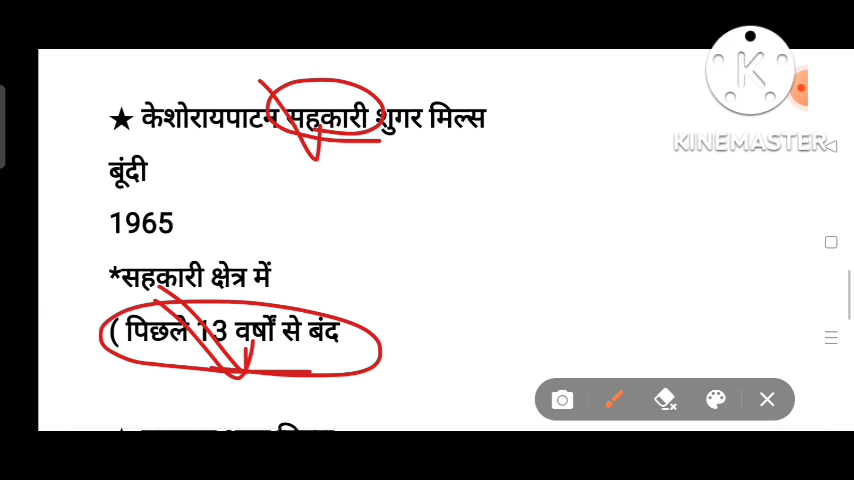 ★ केशोरायपाटन सहकारी शुगर मिल्स
बूंदी
1965
*सहकारी क्षेत्र में
( पिछले 13 वर्षों से बंद
K
KINEMASTER